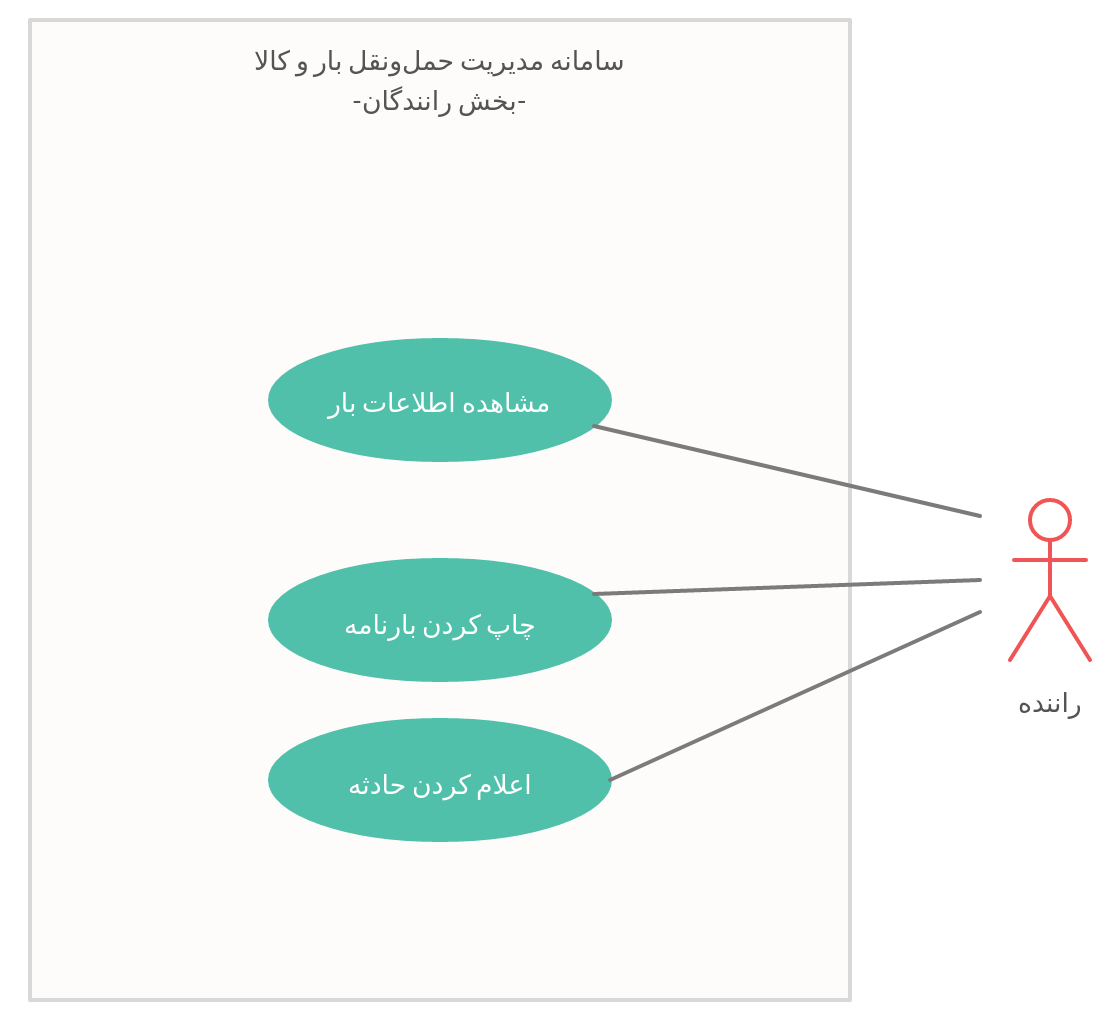 سامانه مدیریت حمل‌ونقل بار و کالا
-بخش رانندگان-
مشاهده اطلاعات بار
چاپ کردن بارنامه
اعلام کردن حادثه
راننده